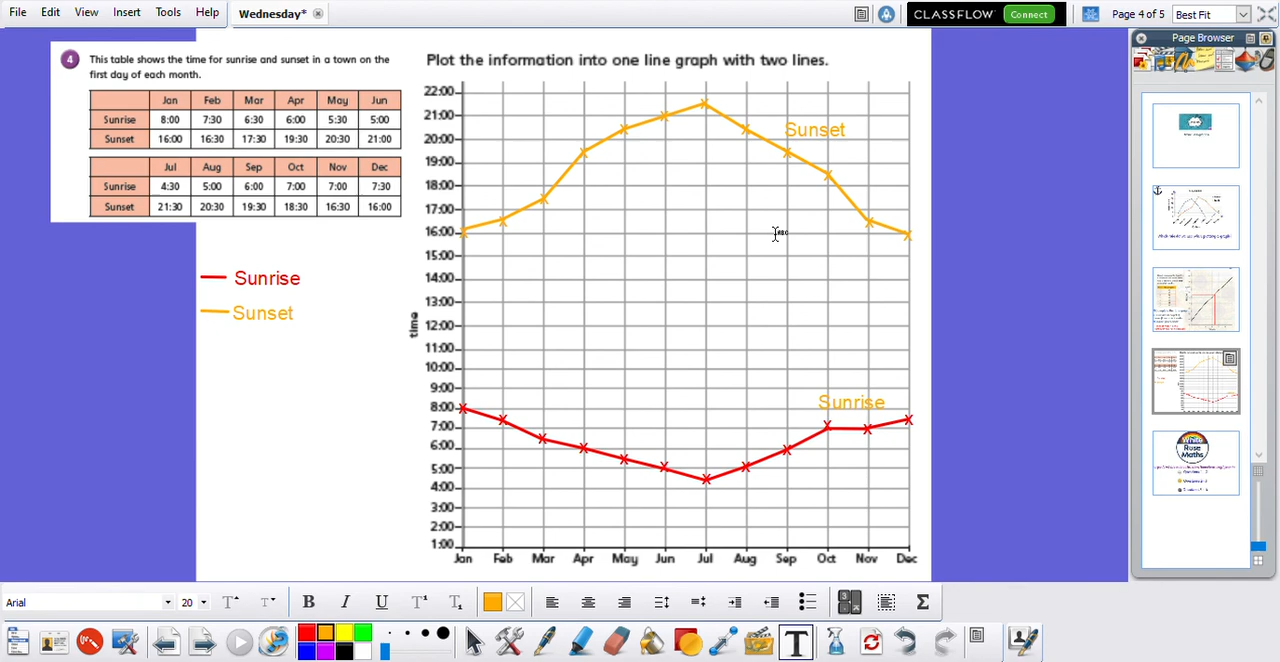 File Edit View Insert Tools Help
Wednesday*
CLASSFLOW Connect
Page 4 of 5
Best Fit
Page Browser
4
This table shows the time for sunrise and sunset in a town on the
first day of each month.
Jan Feb Mar Apr May Jun
Sunrise 8:00 7:30 6:30 6:00 5:30 5:00
Sunset 16:00 16:30 17:30 19:30 20:30 21:00
Jul Aug Sep Oct Nov Dec
Sunrise 4:30 5:00 6:00 7:00 7:00 7:30
Sunset 21:30 20:30 19:30 18:30 16:30 16:00
Sunrise
Sunset
Plot the information into one line graph with two lines.
22:00
21:00
20:00
19:00
18:00
17:00
16:00
15:00
14:00
13:00
12:00
11:00
10:00
9:00
8:00
7:00
6:00
5:00
4:00
3:00
2:00
1:00
time
Sunset
Sunrise
Jan Feb Mar Apr May Jun Jul Aug Sep Oct Nov Dec
White
Rose
Maths
Arial 20